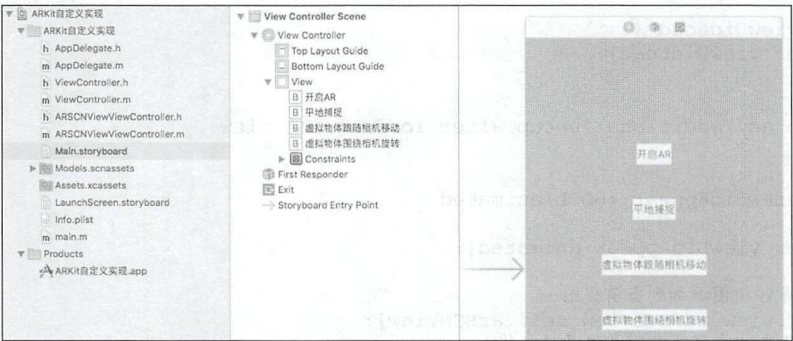 ARKit自定义实现
ARKit自定义实现
h AppDelegate.h
m AppDelegate.m
h ViewController.h
m ViewController.m
h ARSCNViewViewController.h
m ARSCNViewViewController.m
Main.storyboard
Models.scnassets
Assets.xcassets
LaunchScreen.storyboard
Info.plist
m main.m
Products
ARKit自定义实现.app
View Controller Scene
View Controller
Top Layout Guide
Bottom Layout Guide
View
B 开启AR
B 平地捕捉
B 虚拟物体跟随相机移动
B 虚拟物体围绕相机旋转
Constraints
First Responder
Exit
Storyboard Entry Point
开启AR
平地捕捉
虚拟物体跟随相机移动
虚拟物体围绕相机旋转